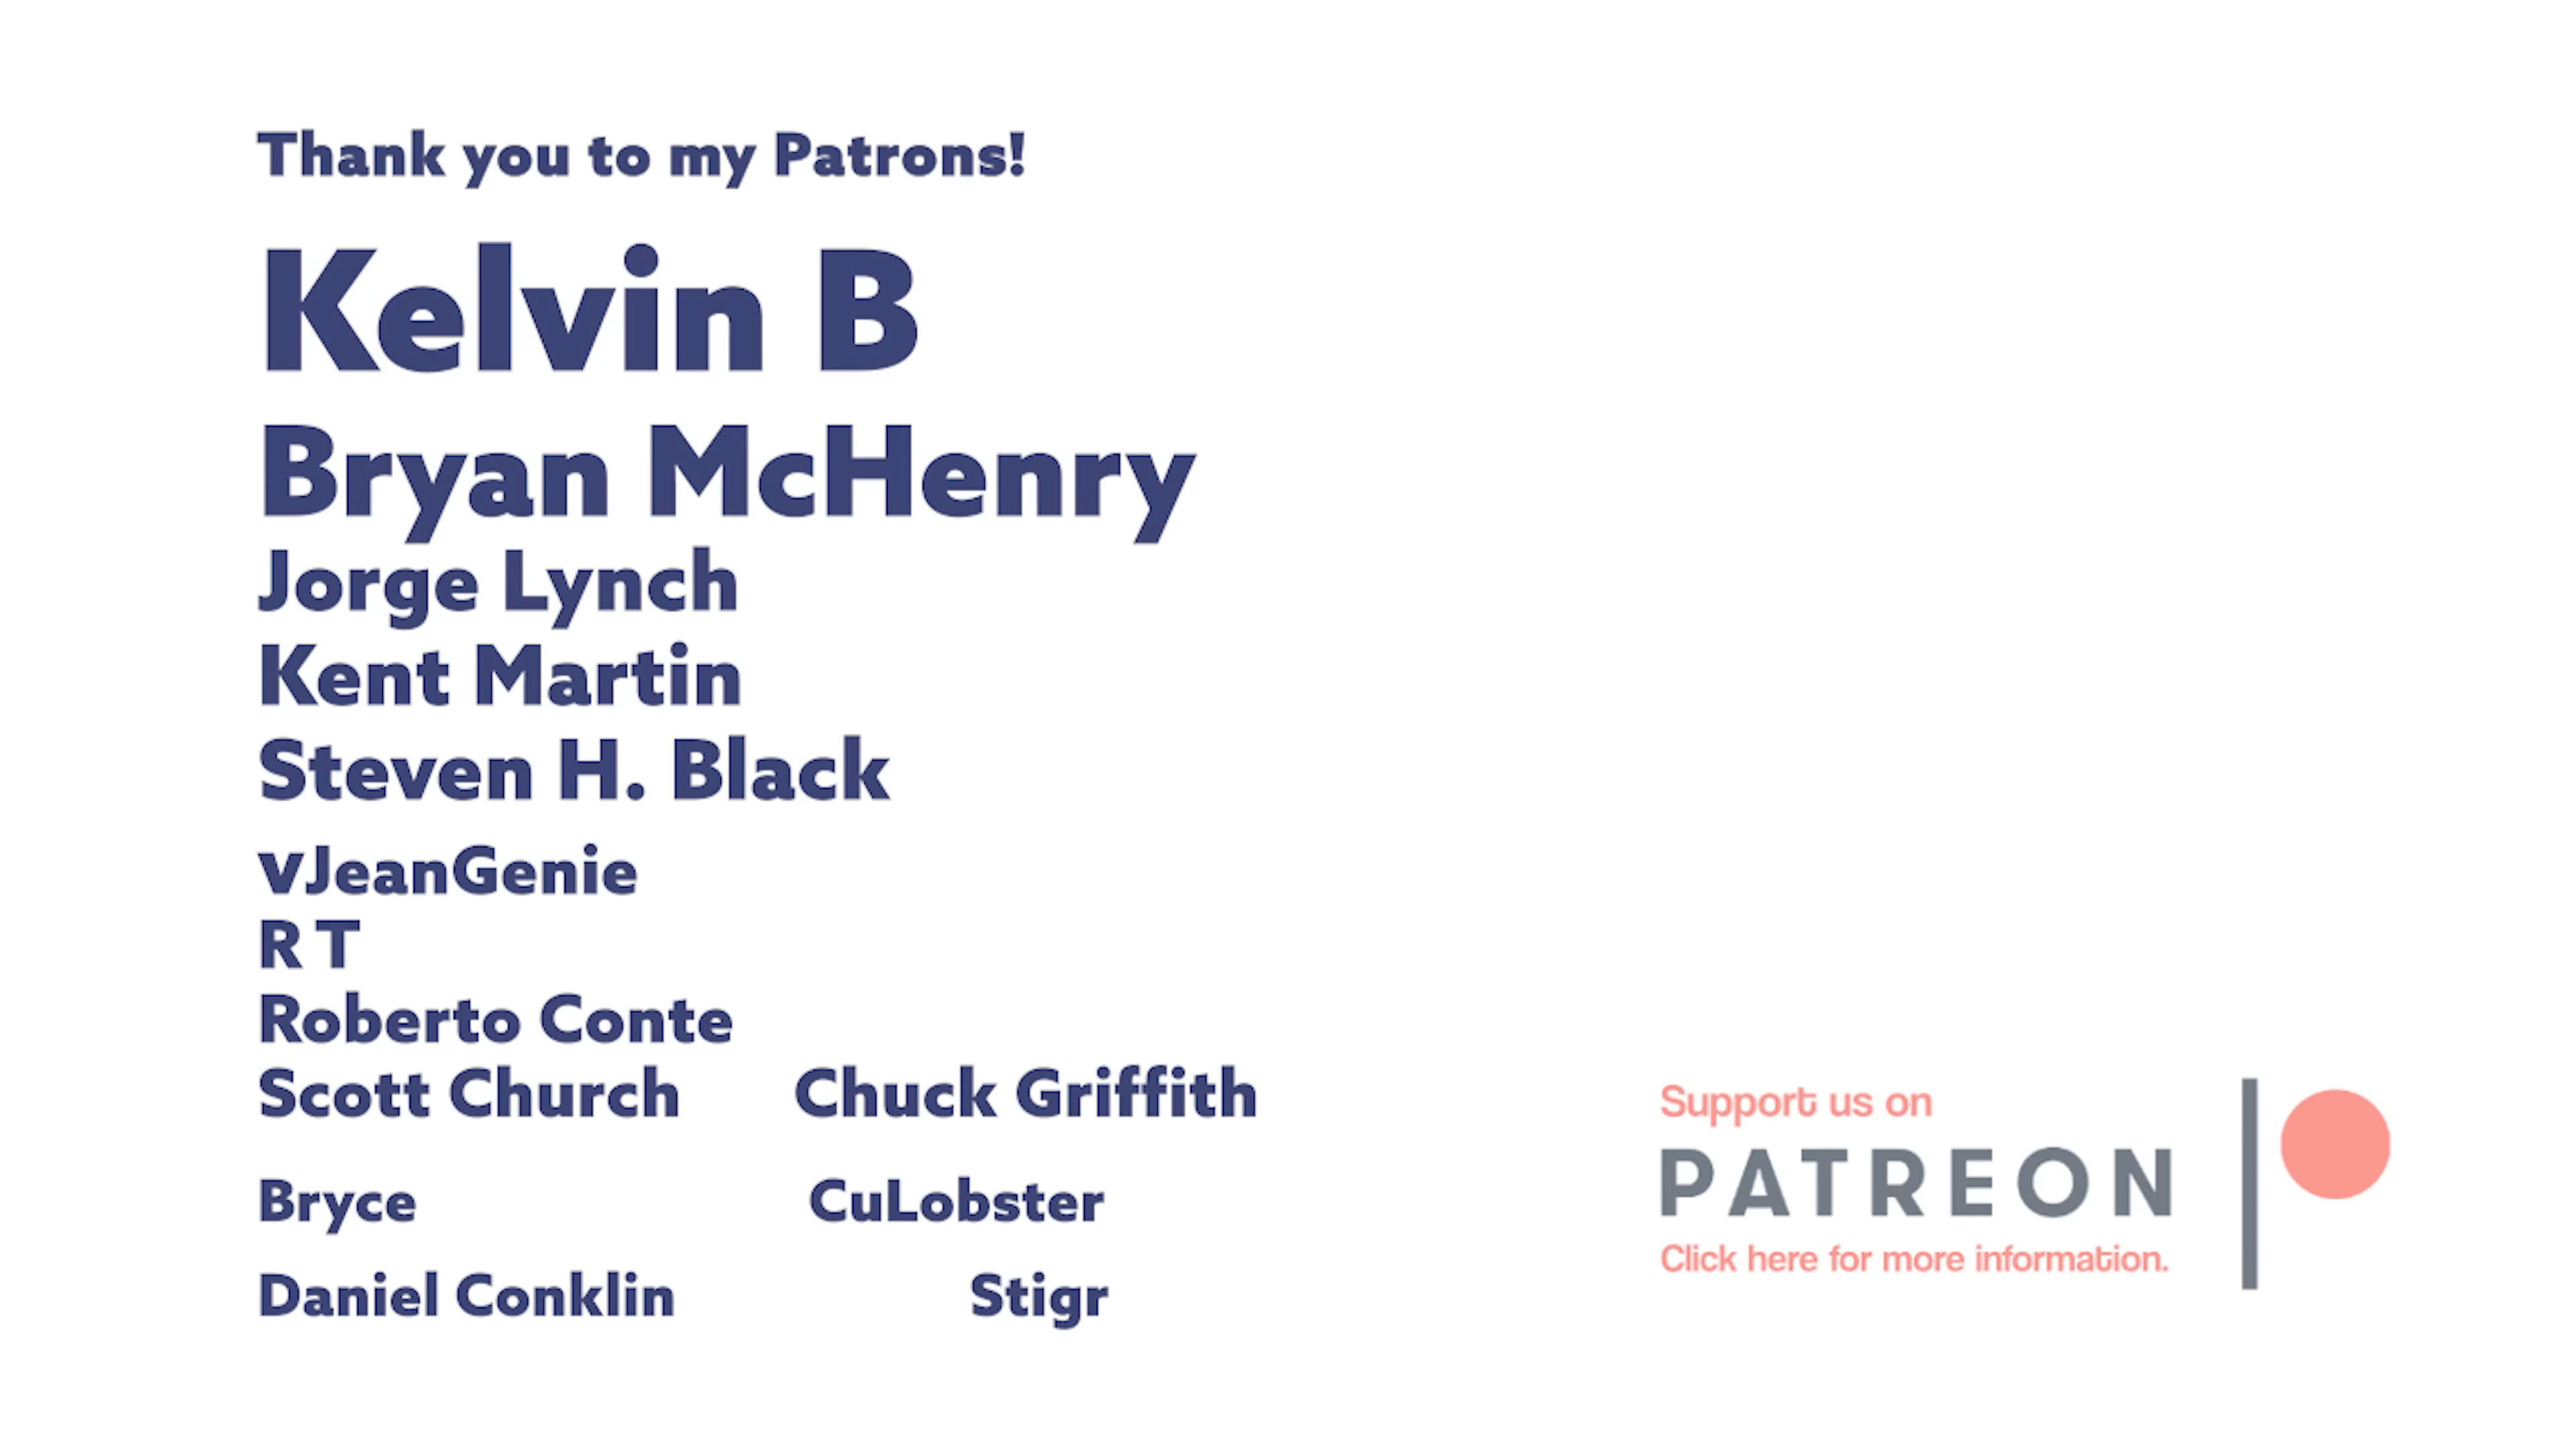 Thank you to my Patrons!
Kelvin B
Bryan McHenry
Jorge Lynch
Kent Martin
Steven H. Black
vJeanGenie
R T
Roberto Conte
Scott Church Chuck Griffith
Bryce CuLobster
Daniel Conklin Stigr
Support us on
PATREON
Click here for more information.